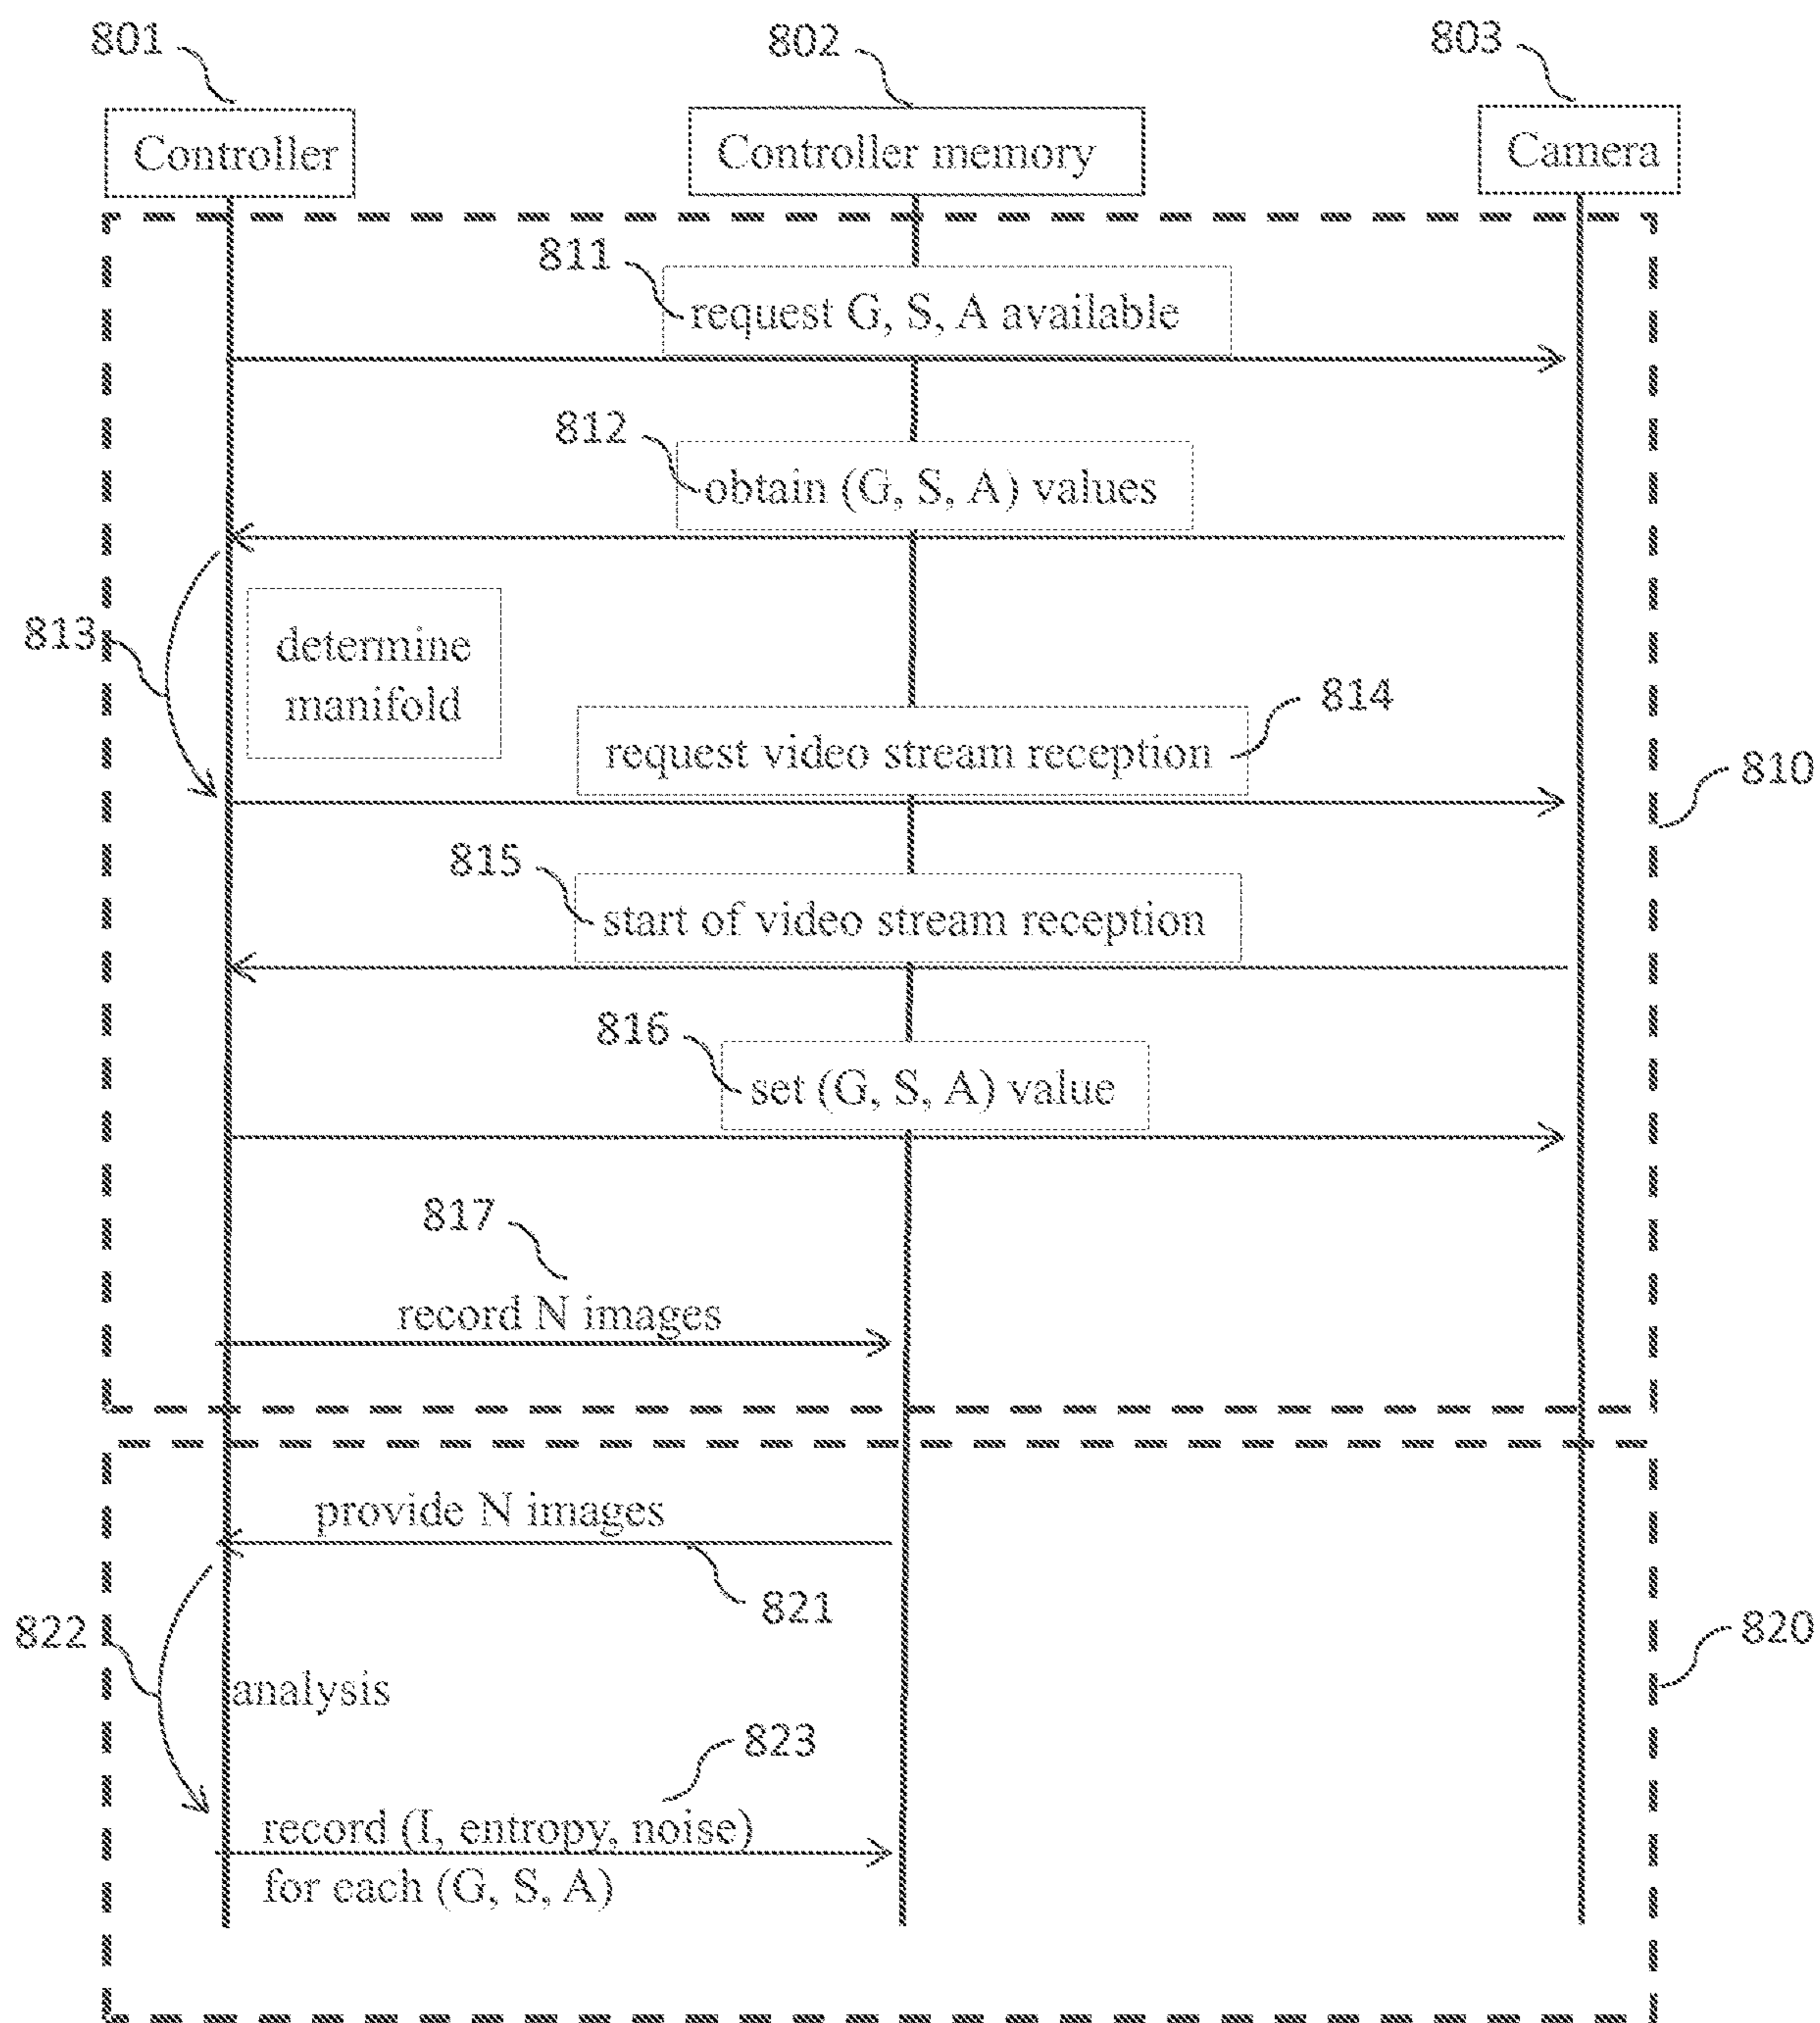 801
802
803
Controller
Controller memory
Camera
811
request G, S, A available
812
obtain (G, S, A) values
813
determine
manifold
814
request video stream reception
810
815
start of video stream reception
816
set (G, S, A) value
817
record N images
provide N images
821
822
820
analysis
823
record (I, entropy, noise)
for each (G, S, A)